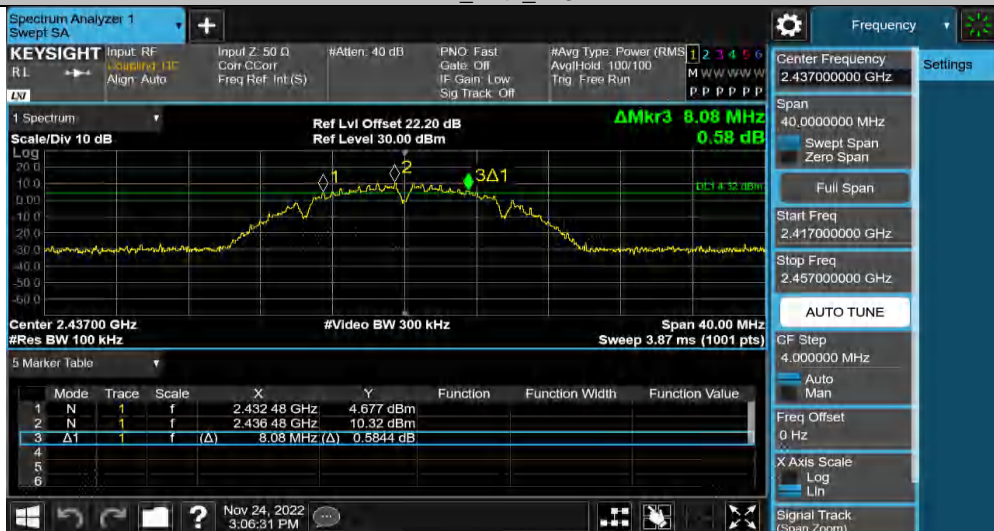 Spectrum Analyzer 1
Swept SA
+
Frequency
KEYSIGHT
RL
LXI
Input: RF
Coupling: DC
Align: Auto
Input Z: 50 Ω
Corr CCorr
Freq Ref: Int (S)
#Atten: 40 dB
PNO: Fast
Gate: Off
IF Gain: Low
Sig Track: Off
#Avg Type: Power (RMS
Avg|Hold: 100/100
Trig: Free Run
1 2 3 4 5 6
M W W W W W
P P P P P P
1 Spectrum
Scale/Div 10 dB
Ref Lvl Offset 22.20 dB
Ref Level 30.00 dBm
ΔMkr3 8.08 MHz
0.58 dB
Log
20.0
10.0
0.00
-10.0
-20.0
-30.0
-40.0
-50.0
-60.0
1
2
3Δ1
DL1 4.32 dBm
Center 2.43700 GHz
#Video BW 300 kHz
Span 40.00 MHz
#Res BW 100 kHz
Sweep 3.87 ms (1001 pts)
5 Marker Table
Mode Trace Scale X Y Function Function Width Function Value
1 N 1 f 2.432 48 GHz 4.677 dBm
2 N 1 f 2.436 48 GHz 10.32 dBm
3 Δ1 1 f (Δ) 8.08 MHz (Δ) 0.5844 dB
4
5
6
?
Nov 24, 2022
3:06:31 PM
Center Frequency
2.437000000 GHz
Settings
Span
40.0000000 MHz
Swept Span
Zero Span
Full Span
Start Freq
2.417000000 GHz
Stop Freq
2.457000000 GHz
AUTO TUNE
CF Step
4.000000 MHz
Auto
Man
Freq Offset
0 Hz
X Axis Scale
Log
Lin
Signal Track
(Span Zoom)